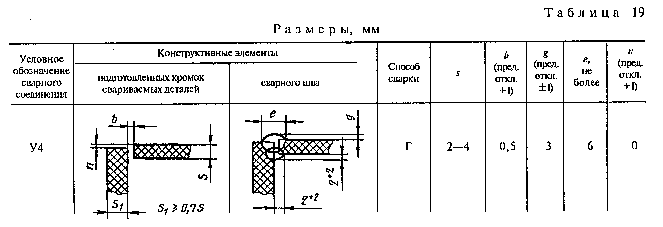 Таблица 19
Размеры, мм
Условное обозначение сварного соединения
Конструктивные элементы
подготовленных кромок свариваемых деталей
сварного шва
Способ сварки
s
b (пред. откл. +1)
g (пред. откл. ±1)
e, не более
n (пред. откл. +1)
У4
b
n
S
S₁
S₁ ≥ 0,7S
e
g
2⁺²
2⁺²
Г
2—4
0,5
3
6
0